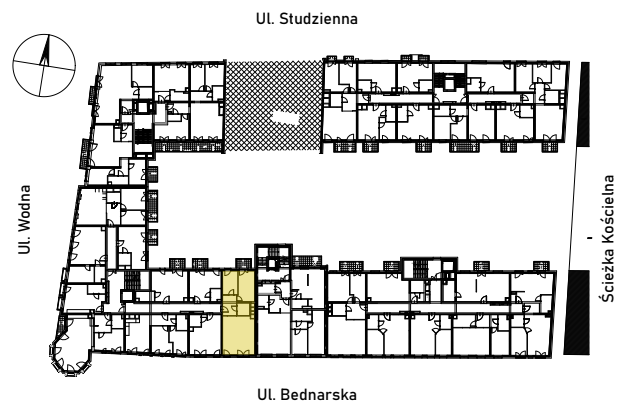 Ul. Studzienna
Ul. Wodna
Ścieżka Kościelna
Ul. Bednarska